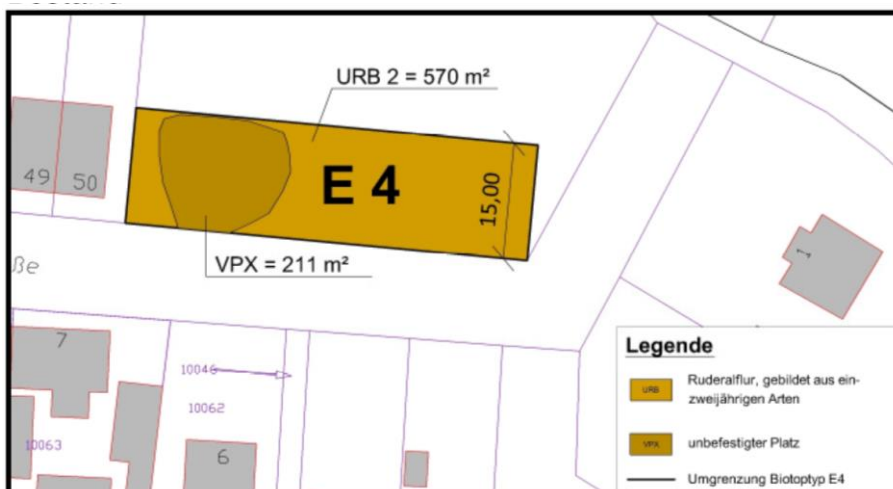 URB 2 = 570 m²
49 50
E 4
15,00
VPX = 211 m²
ße
1
7
10046
10062
10063
6
Legende
URB
Ruderalflur, gebildet aus ein-
zweijährigen Arten
VPX
unbefestigter Platz
Umgrenzung Biotoptyp E4